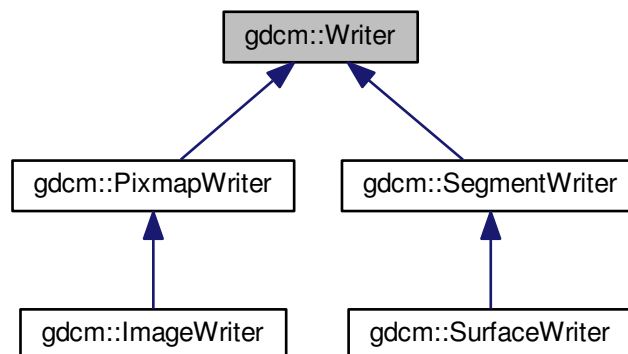 gdcm::Writer
gdcm::PixmapWriter
gdcm::SegmentWriter
gdcm::ImageWriter
gdcm::SurfaceWriter